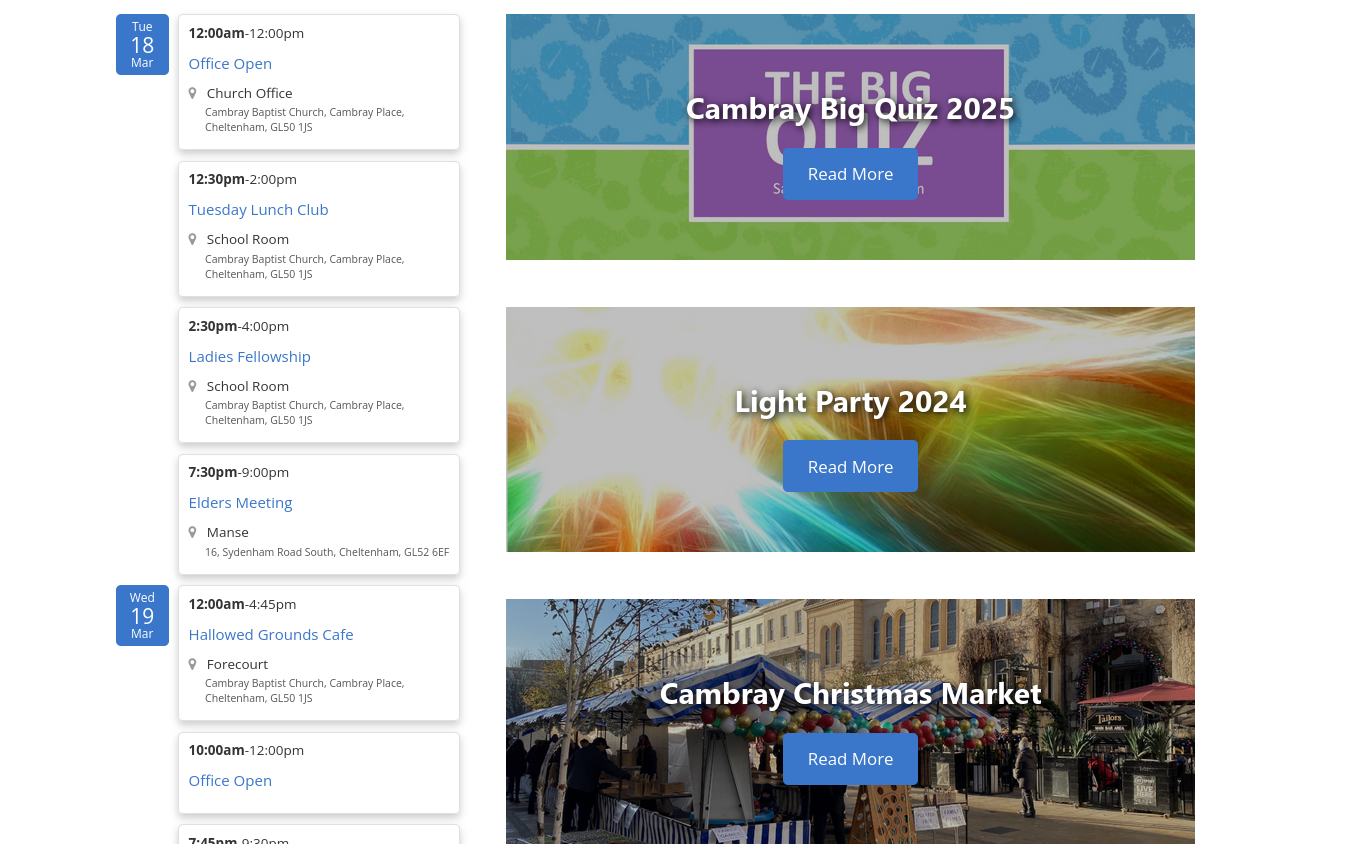 Tue
18
Mar
12:00am-12:00pm
Office Open
Church Office
Cambray Baptist Church, Cambray Place,
Cheltenham, GL50 1JS
12:30pm-2:00pm
Tuesday Lunch Club
School Room
Cambray Baptist Church, Cambray Place,
Cheltenham, GL50 1JS
2:30pm-4:00pm
Ladies Fellowship
School Room
Cambray Baptist Church, Cambray Place,
Cheltenham, GL50 1JS
7:30pm-9:00pm
Elders Meeting
Manse
16, Sydenham Road South, Cheltenham, GL52 6EF
Wed
19
Mar
12:00am-4:45pm
Hallowed Grounds Cafe
Forecourt
Cambray Baptist Church, Cambray Place,
Cheltenham, GL50 1JS
10:00am-12:00pm
Office Open
7:45pm-9:30pm
THE BIG
QUIZ
Cambray Big Quiz 2025
Read More
Light Party 2024
Read More
Cambray Christmas Market
Read More
Tailors
MAIN BAR AREA